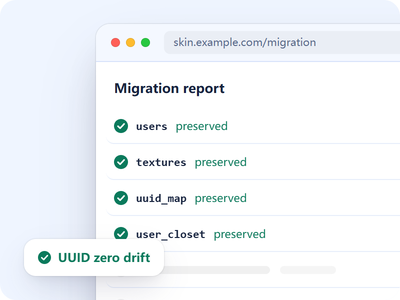 skin.example.com/migration
Migration report
users preserved
textures preserved
uuid_map preserved
user_closet preserved
UUID zero drift